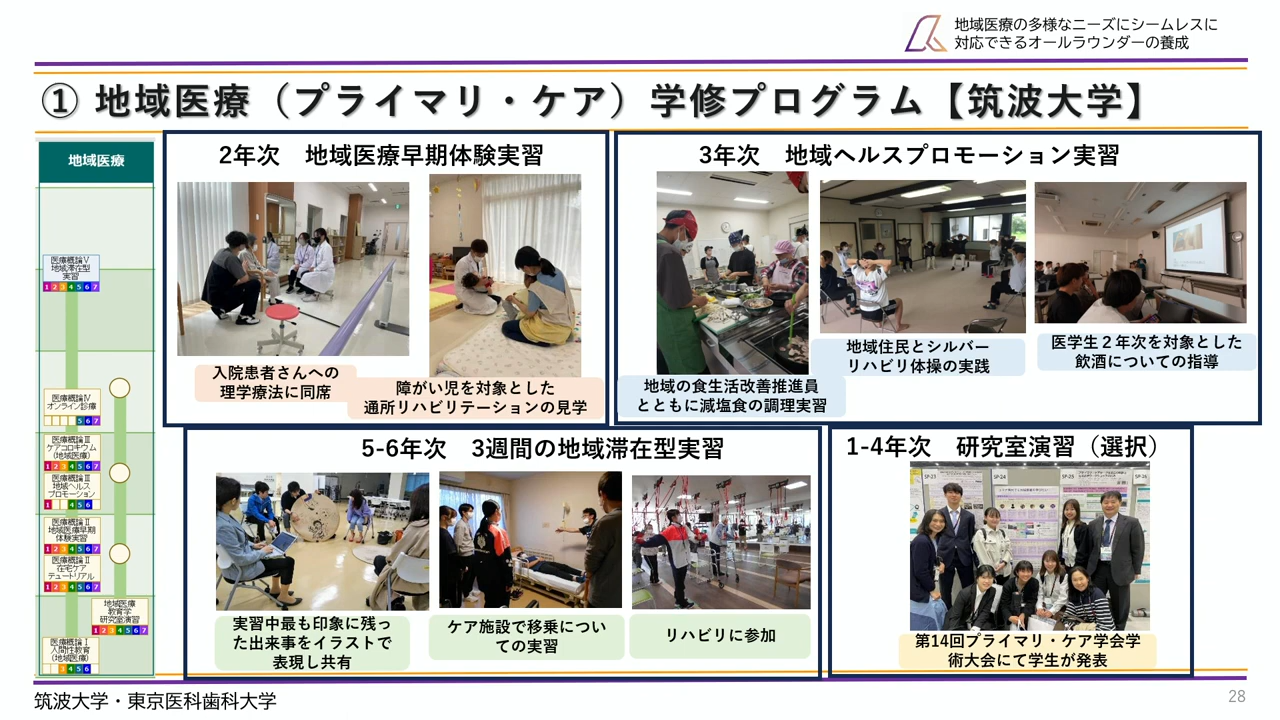 地域医療の多様なニーズにシームレスに
対応できるオールラウンダーの養成
① 地域医療（プライマリ・ケア）学修プログラム【筑波大学】
地域医療
医療概論Ⅴ
地域滞在型
実習
1 2 3 4 5 6 7
医療概論Ⅳ
オンライン診療
5 6 7
医療概論Ⅲ
ケアコロキウム
（地域医療）
1 2 3 4 5 6 7
医療概論Ⅲ
地域ヘルス
プロモーション
1 4 5 6
医療概論Ⅱ
地域医療早期
体験実習
1 2 3 4 5 6 7
医療概論Ⅱ
在宅ケア
テュートリアル
1 2 3 4 5 6 7
地域医療
教育学
研究室演習
1 2 3 4 5 6 7
医療概論Ⅰ
人間性教育
（地域医療）
3 4 5 6
2年次　地域医療早期体験実習
入院患者さんへの
理学療法に同席
障がい児を対象とした
通所リハビリテーションの見学
3年次　地域ヘルスプロモーション実習
地域の食生活改善推進員
とともに減塩食の調理実習
地域住民とシルバー
リハビリ体操の実践
医学生２年次を対象とした
飲酒についての指導
5-6年次　3週間の地域滞在型実習
実習中最も印象に残っ
た出来事をイラストで
表現し共有
ケア施設で移乗につい
ての実習
リハビリに参加
1-4年次　研究室演習（選択）
SP-23
SP-24
SP-25
SP-26
第14回プライマリ・ケア学会学
術大会にて学生が発表
筑波大学・東京医科歯科大学
28